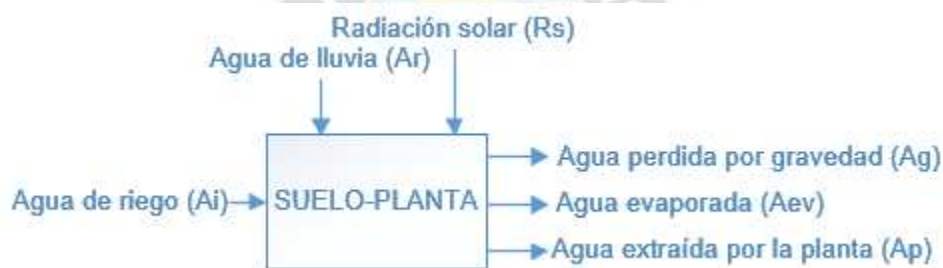 Radiación solar (Rs)
Agua de lluvia (Ar)
Agua perdida por gravedad (Ag)
Agua de riego (Ai)
SUELO-PLANTA
Agua evaporada (Aev)
Agua extraída por la planta (Ap)